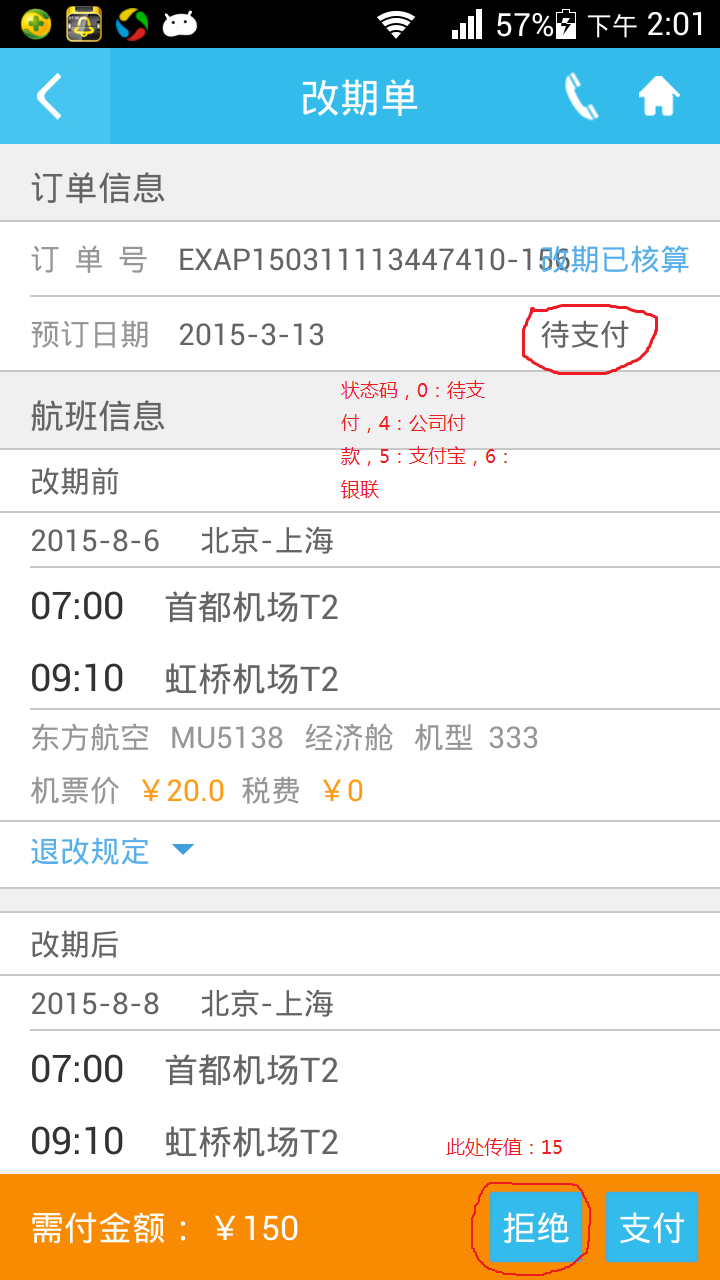 57% 下午 2:01
改期单
订单信息
订 单 号 EXAP150311113447410-156 改期已核算
预订日期 2015-3-13 待支付
状态码，0：待支
付，4：公司付
款，5：支付宝，6：
银联
航班信息
改期前
2015-8-6 北京-上海
07:00 首都机场T2
09:10 虹桥机场T2
东方航空 MU5138 经济舱 机型 333
机票价 ￥20.0 税费 ￥0
退改规定
改期后
2015-8-8 北京-上海
07:00 首都机场T2
09:10 虹桥机场T2
此处传值：15
需付金额： ￥150 拒绝 支付